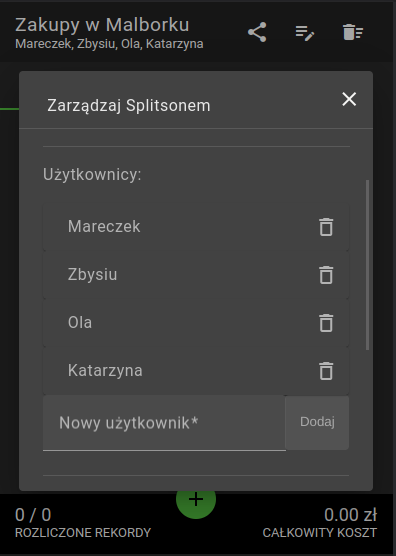 Zakupy w Malborku
Mareczek, Zbysiu, Ola, Katarzyna
Zarządzaj Splitsonem
Użytkownicy:
Mareczek
Zbysiu
Ola
Katarzyna
Nowy użytkownik*
Dodaj
0 / 0
0.00 zł
ROZLICZONE REKORDY
CAŁKOWITY KOSZT